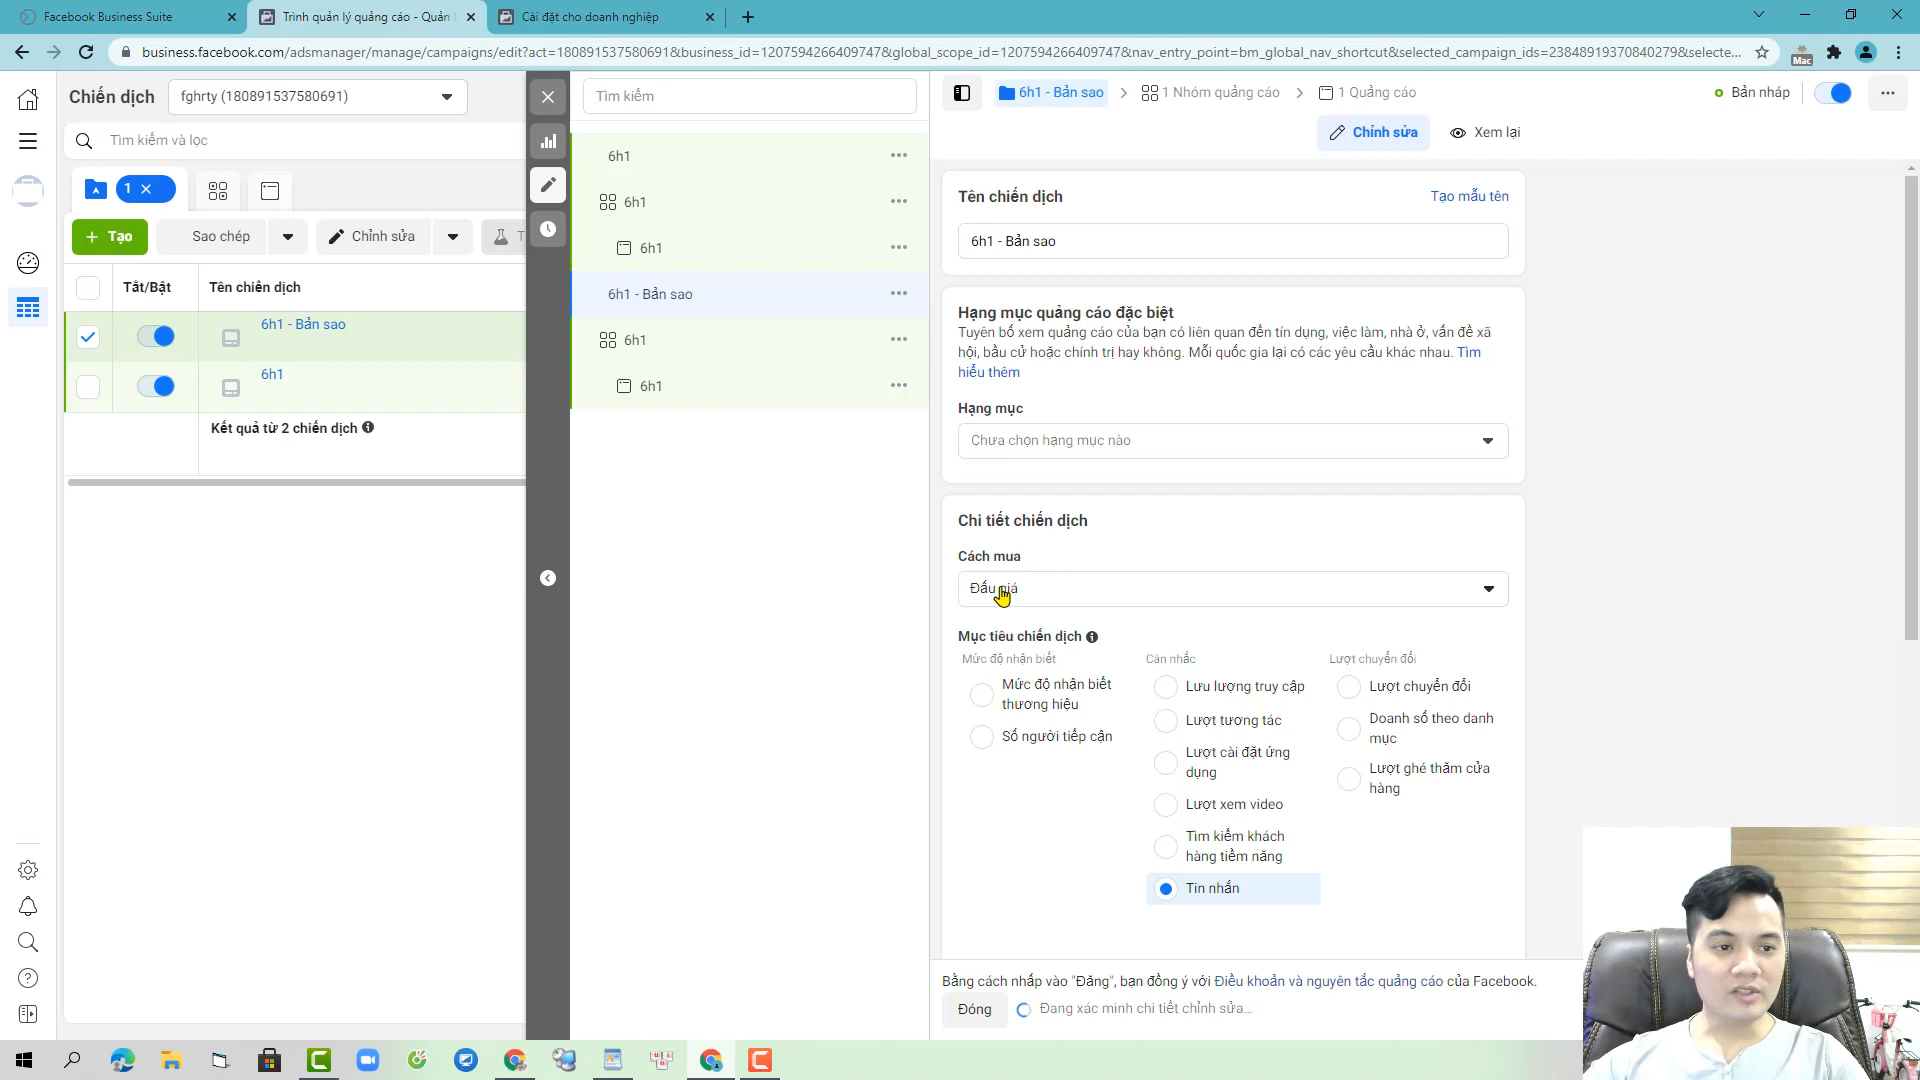 Facebook Business Suite
Trình quản lý quảng cáo - Quản
Cài đặt cho doanh nghiệp
business.facebook.com/adsmanager/manage/campaigns/edit?act=180891537580691&business_id=1207594266409747&global_scope_id=1207594266409747&nav_entry_point=bm_global_nav_shortcut&selected_campaign_ids=23848919370840279&selecte...
Mac
Chiến dịch
fghrty (180891537580691)
Tìm kiếm và lọc
1
Tạo
Sao chép
Chỉnh sửa
T
Tắt/Bật
Tên chiến dịch
6h1 - Bản sao
6h1
Kết quả từ 2 chiến dịch
Tìm kiếm
6h1
6h1
6h1
6h1 - Bản sao
6h1
6h1
6h1 - Bản sao
1 Nhóm quảng cáo
1 Quảng cáo
Bản nháp
Chỉnh sửa
Xem lại
Tên chiến dịch
Tạo mẫu tên
6h1 - Bản sao
Hạng mục quảng cáo đặc biệt
Tuyên bố xem quảng cáo của bạn có liên quan đến tín dụng, việc làm, nhà ở, vấn đề xã
hội, bầu cử hoặc chính trị hay không. Mỗi quốc gia lại có các yêu cầu khác nhau. Tìm
hiểu thêm
Hạng mục
Chưa chọn hạng mục nào
Chi tiết chiến dịch
Cách mua
Đấu giá
Mục tiêu chiến dịch
Mức độ nhận biết
Mức độ nhận biết
thương hiệu
Số người tiếp cận
Cân nhắc
Lưu lượng truy cập
Lượt tương tác
Lượt cài đặt ứng
dụng
Lượt xem video
Tìm kiếm khách
hàng tiềm năng
Tin nhắn
Lượt chuyển đổi
Lượt chuyển đổi
Doanh số theo danh
mục
Lượt ghé thăm cửa
hàng
Bằng cách nhấp vào "Đăng", bạn đồng ý với Điều khoản và nguyên tắc quảng cáo của Facebook.
Đóng
Đang xác minh chi tiết chỉnh sửa...